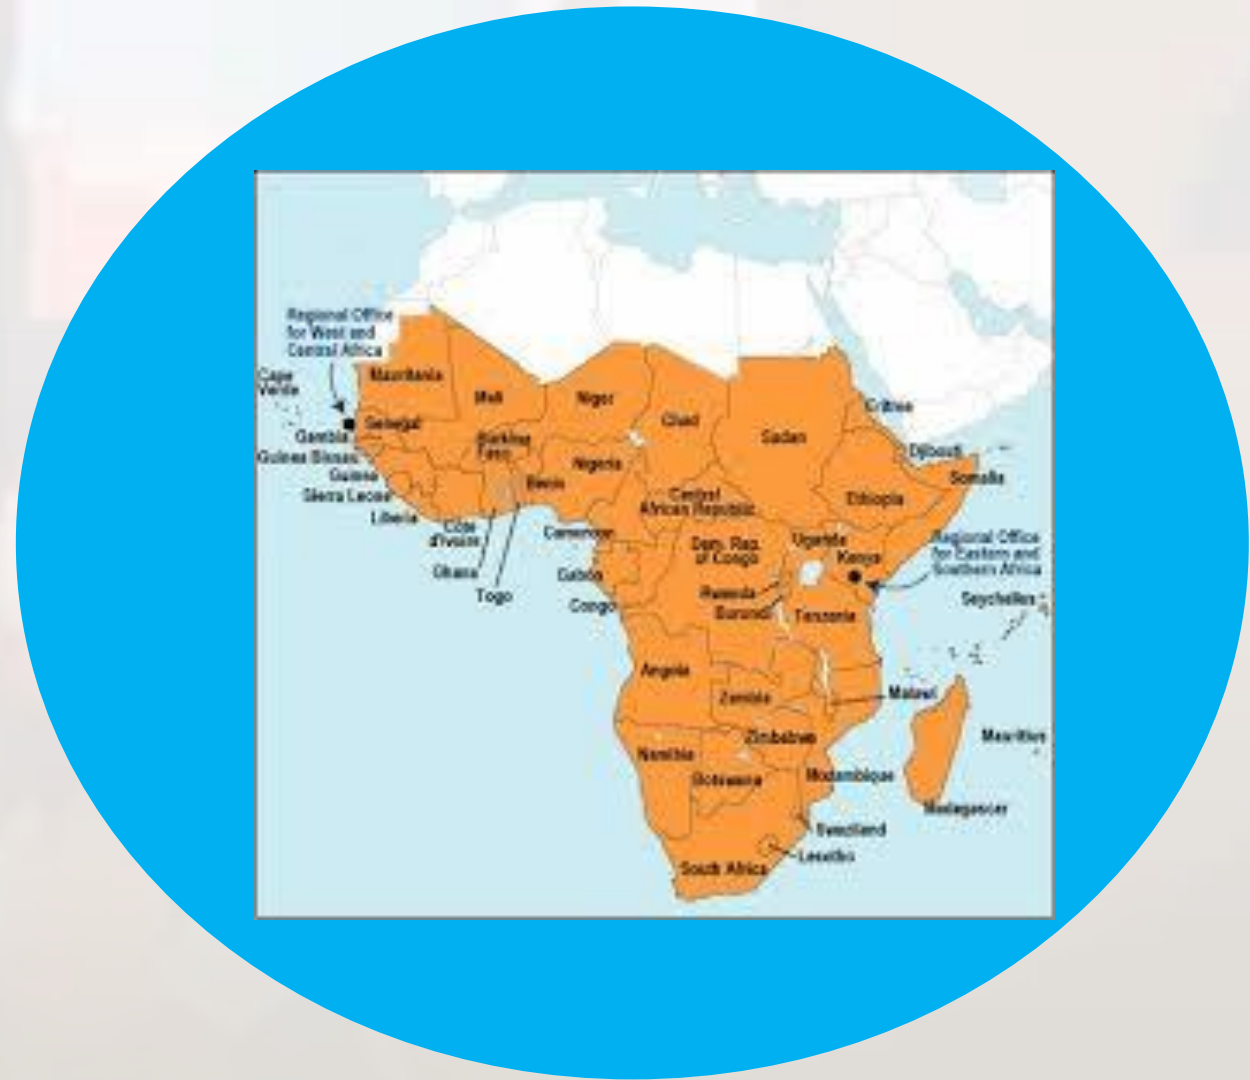 Regional Office
for West and
Central Africa
Cape
Verde
Mauritania
Mali
Niger
Chad
Sudan
Eritrea
Senegal
Gambia
Guinea Bissau
Guinea
Sierra Leone
Liberia
Burkina
Faso
Nigeria
Benin
Djibouti
Somalia
Ethiopia
Central
African Republic
Côte
d'Ivoire
Ghana
Togo
Cameroon
Gabon
Congo
Dem. Rep.
of Congo
Uganda
Kenya
Regional Office
for Eastern and
Southern Africa
Rwanda
Burundi
Tanzania
Seychelles
Angola
Zambia
Malawi
Zimbabwe
Mauritius
Namibia
Botswana
Mozambique
Madagascar
Swaziland
Lesotho
South Africa